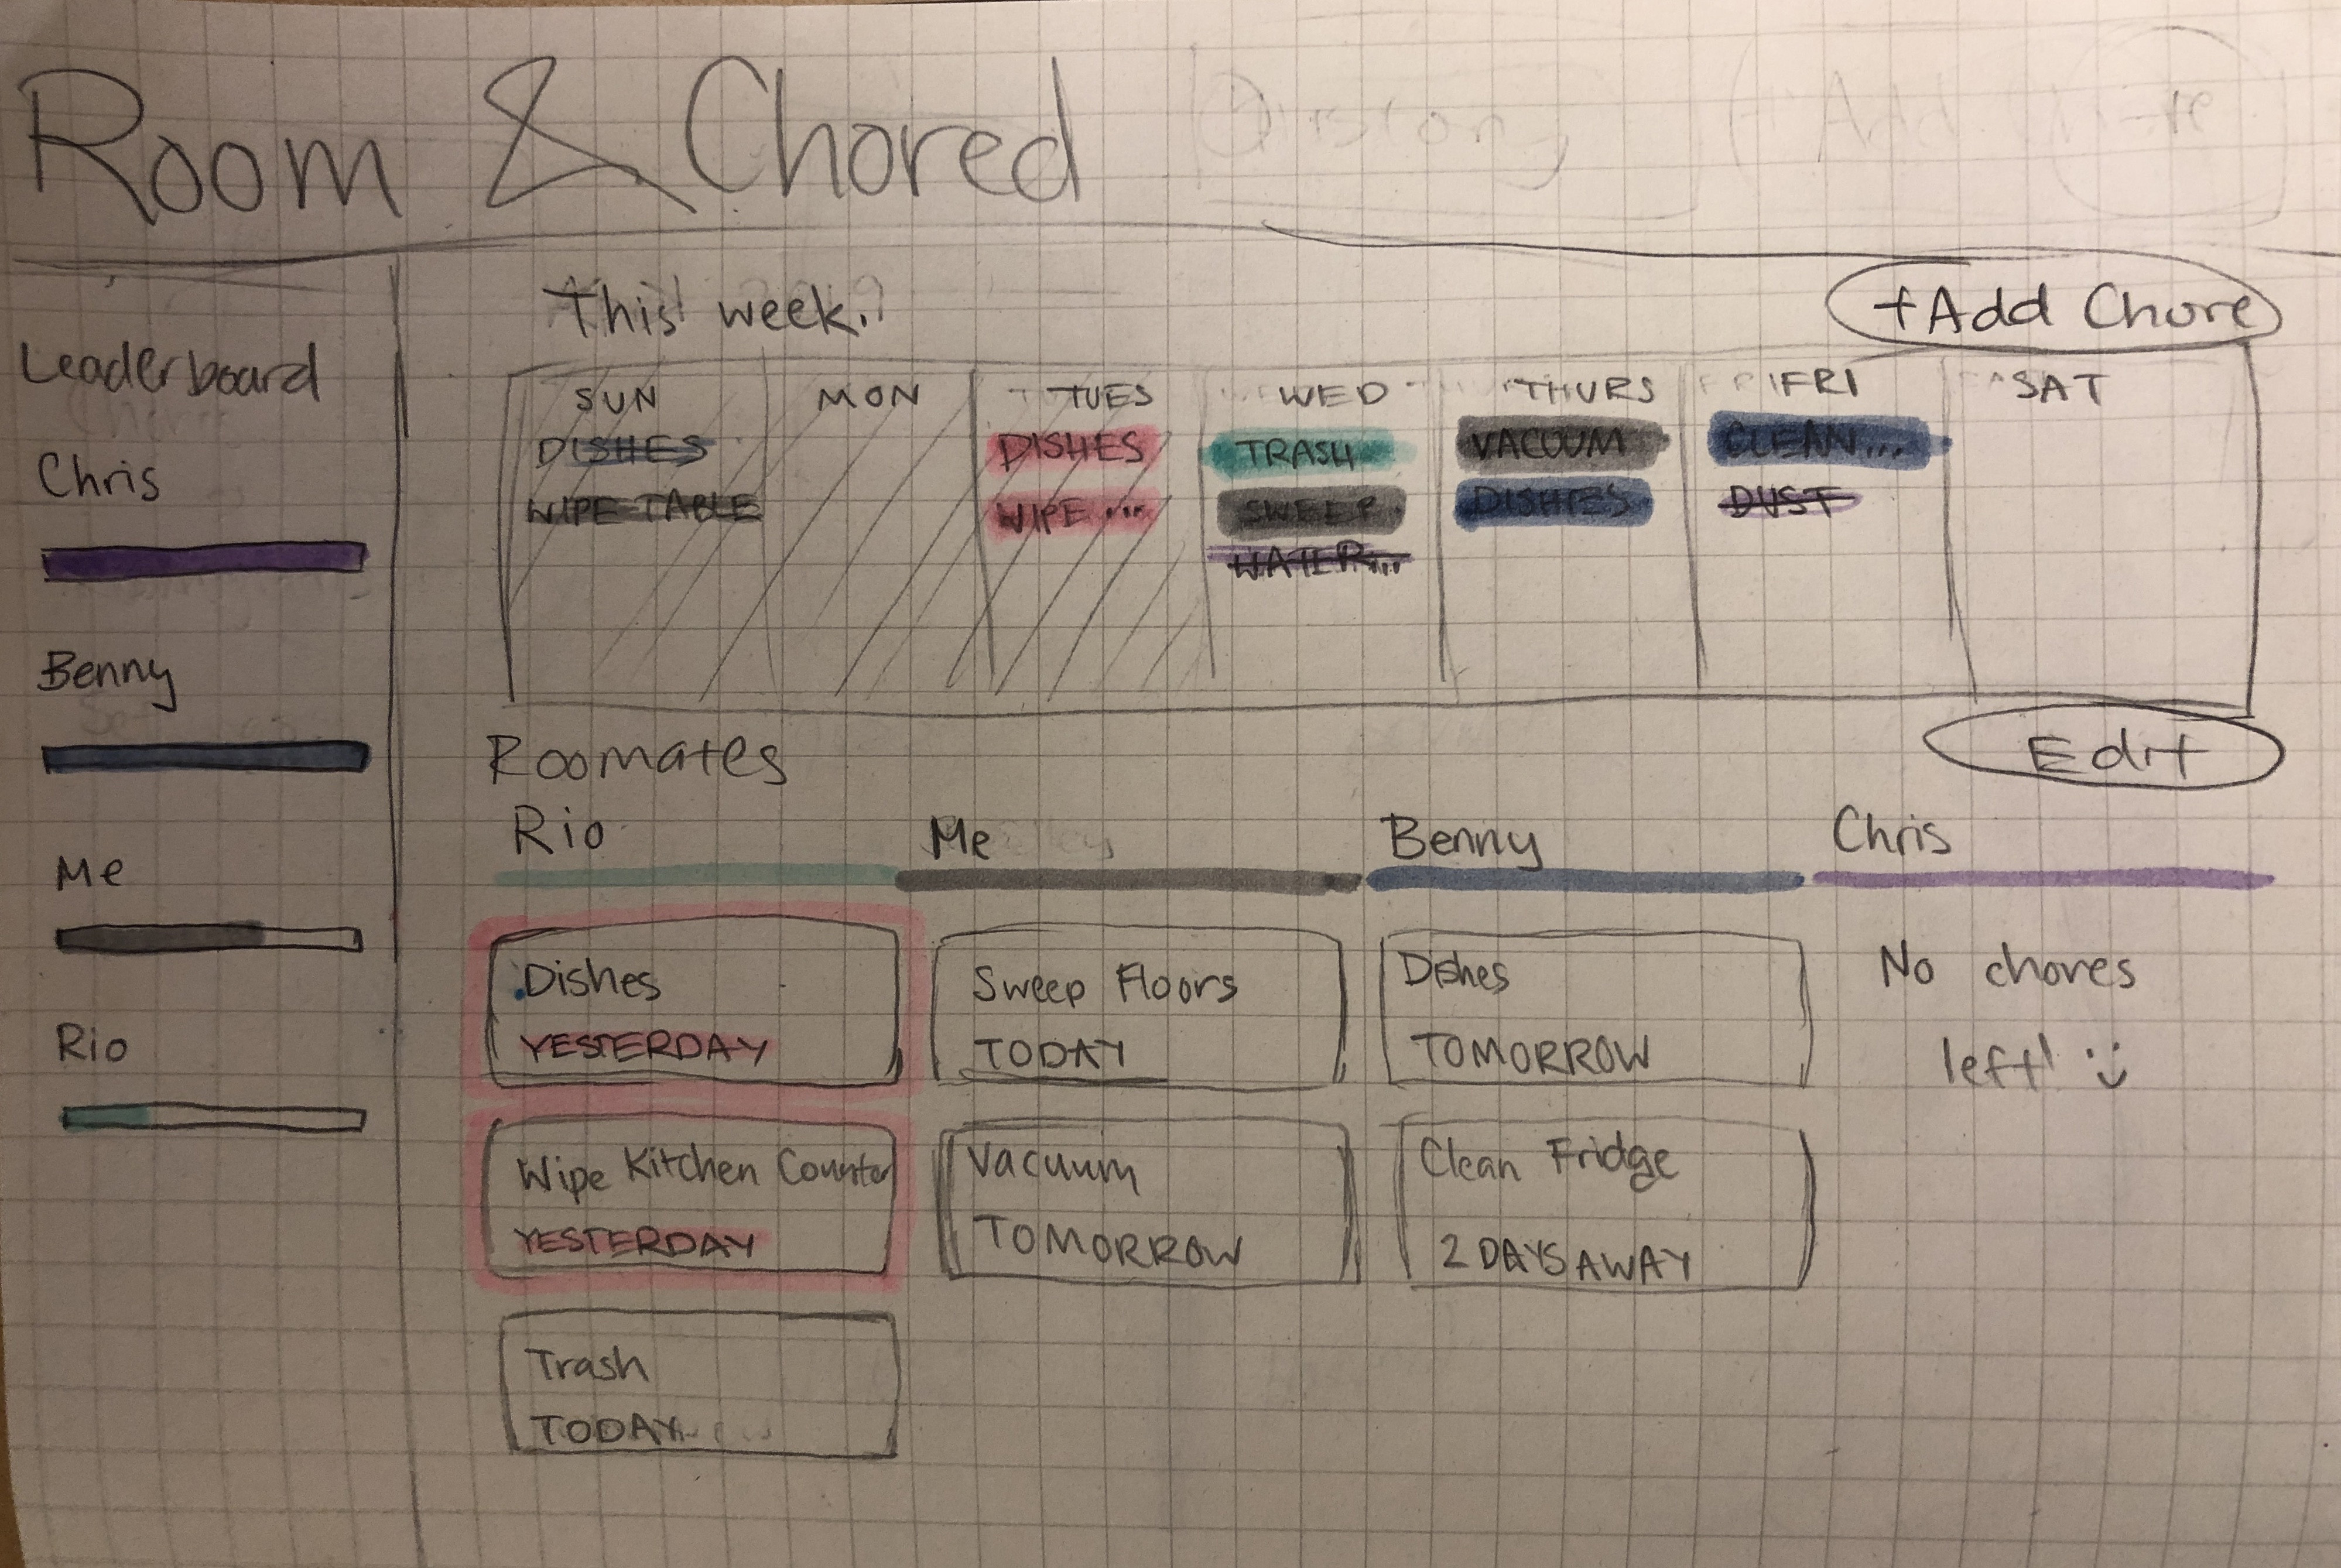 Room & Chored
Leaderboard
Chris
Benny
Me
Rio
This week.
+Add Chore
SUN
DISHES
WIPE TABLE
MON
TUES
DISHES
WIPE ...
WED
TRASH
SWEEP
WATER...
THURS
VACUUM
DISHES
FRI
CLEAN...
DUST
SAT
Roomates
Edit
Rio
Dishes
YESTERDAY
Wipe Kitchen Counter
YESTERDAY
Trash
TODAY
Me
Sweep Floors
TODAY
Vacuum
TOMORROW
Benny
Dishes
TOMORROW
Clean Fridge
2 DAYS AWAY
Chris
No chores
left! :)